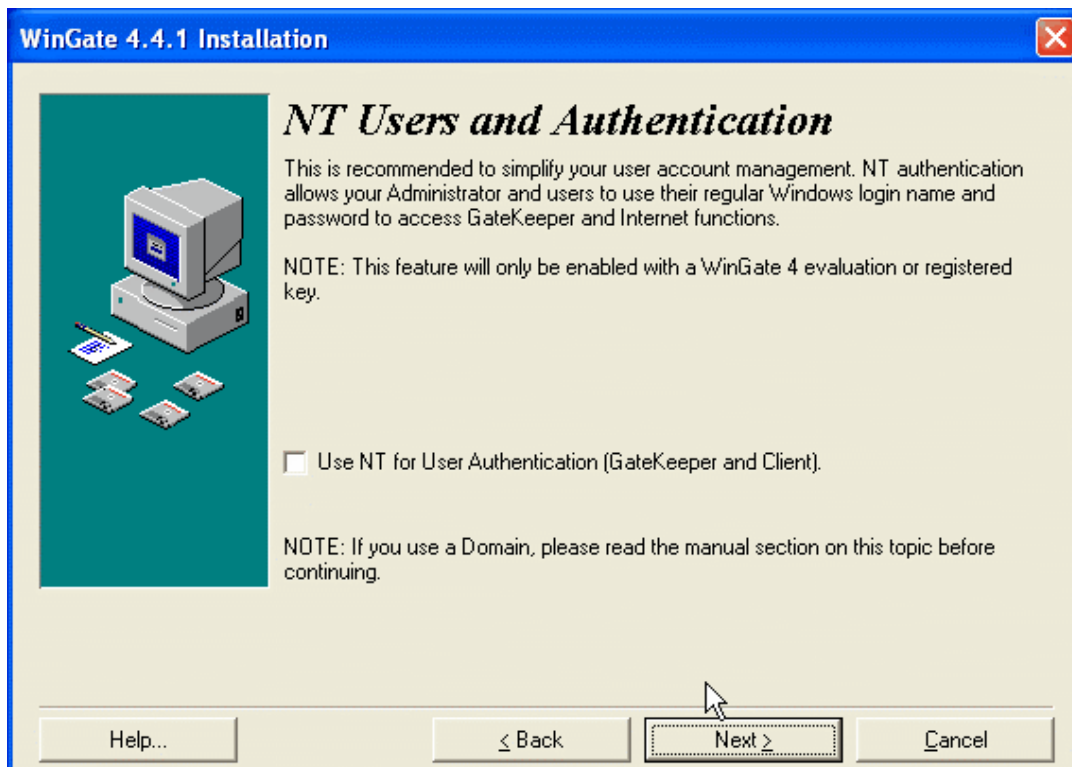 WinGate 4.4.1 Installation
NT Users and Authentication
This is recommended to simplify your user account management. NT authentication
allows your Administrator and users to use their regular Windows login name and
password to access GateKeeper and Internet functions.
NOTE: This feature will only be enabled with a WinGate 4 evaluation or registered
key.
Use NT for User Authentication (GateKeeper and Client).
NOTE: If you use a Domain, please read the manual section on this topic before
continuing.
Help...
< Back
Next >
Cancel